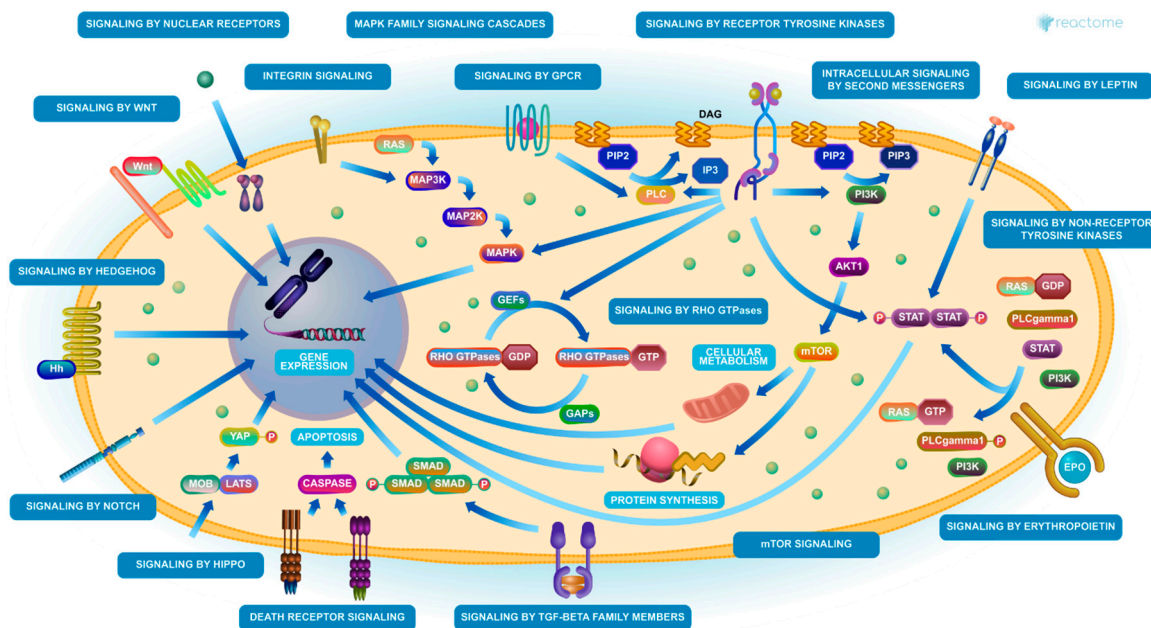 SIGNALING BY NUCLEAR RECEPTORS
MAPK FAMILY SIGNALING CASCADES
SIGNALING BY RECEPTOR TYROSINE KINASES
reactome
INTEGRIN SIGNALING
SIGNALING BY GPCR
INTRACELLULAR SIGNALING
BY SECOND MESSENGERS
SIGNALING BY LEPTIN
SIGNALING BY WNT
DAG
Wnt
RAS
PIP2
IP3
PIP2
PIP3
MAP3K
PLC
PI3K
MAP2K
MAPK
SIGNALING BY NON-RECEPTOR
TYROSINE KINASES
SIGNALING BY HEDGEHOG
AKT1
RAS
GDP
GEFs
SIGNALING BY RHO GTPases
P
STAT
STAT
P
PLCgamma1
STAT
GENE
EXPRESSION
RHO GTPases
GDP
RHO GTPases
GTP
CELLULAR
METABOLISM
mTOR
Hh
PI3K
GAPs
RAS
GTP
YAP
P
APOPTOSIS
PLCgamma1
P
EPO
SMAD
PI3K
MOB
LATS
CASPASE
P
SMAD
SMAD
P
PROTEIN SYNTHESIS
SIGNALING BY NOTCH
SIGNALING BY ERYTHROPOIETIN
mTOR SIGNALING
SIGNALING BY HIPPO
DEATH RECEPTOR SIGNALING
SIGNALING BY TGF-BETA FAMILY MEMBERS